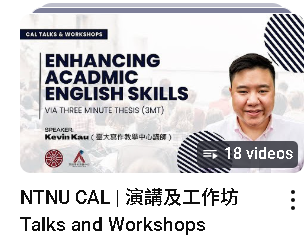 CAL TALKS & WORKSHOPS
ENHANCING
ACADMIC
ENGLISH SKILLS
VIA THREE MINUTE THESIS (3MT)
SPEAKER
Kevin Kau (臺大寫作教學中心講師)
18 videos
NTNU CAL | 演講及工作坊
Talks and Workshops